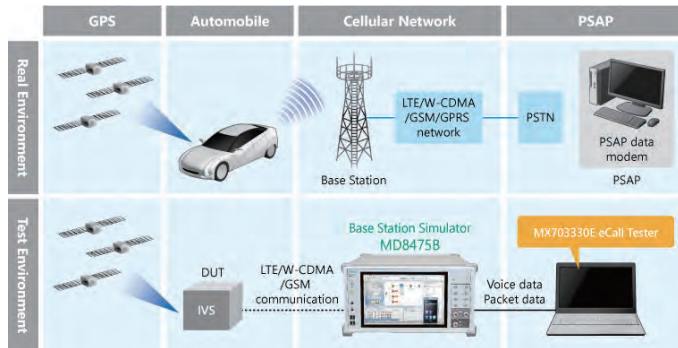 GPS
Automobile
Cellular Network
PSAP
Real Environment
LTE/W-CDMA
/GSM/GPRS
network
PSTN
PSAP data
modem
Base Station
PSAP
Test Environment
Base Station Simulator
MD8475B
MX703330E eCall Tester
DUT
IVS
LTE/W-CDMA
/GSM
communication
Voice data
Packet data